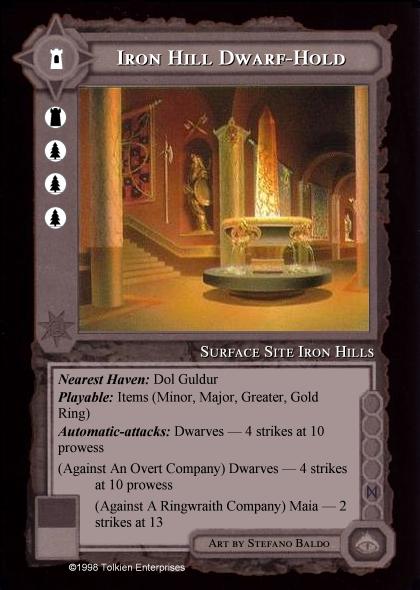 Iron Hill Dwarf-Hold
Surface Site Iron Hills
Nearest Haven: Dol Guldur
Playable: Items (Minor, Major, Greater, Gold
Ring)
Automatic-attacks: Dwarves — 4 strikes at 10
prowess
(Against An Overt Company) Dwarves — 4 strikes
at 10 prowess
(Against A Ringwraith Company) Maia — 2
strikes at 13
Art by Stefano Baldo
©1998 Tolkien Enterprises